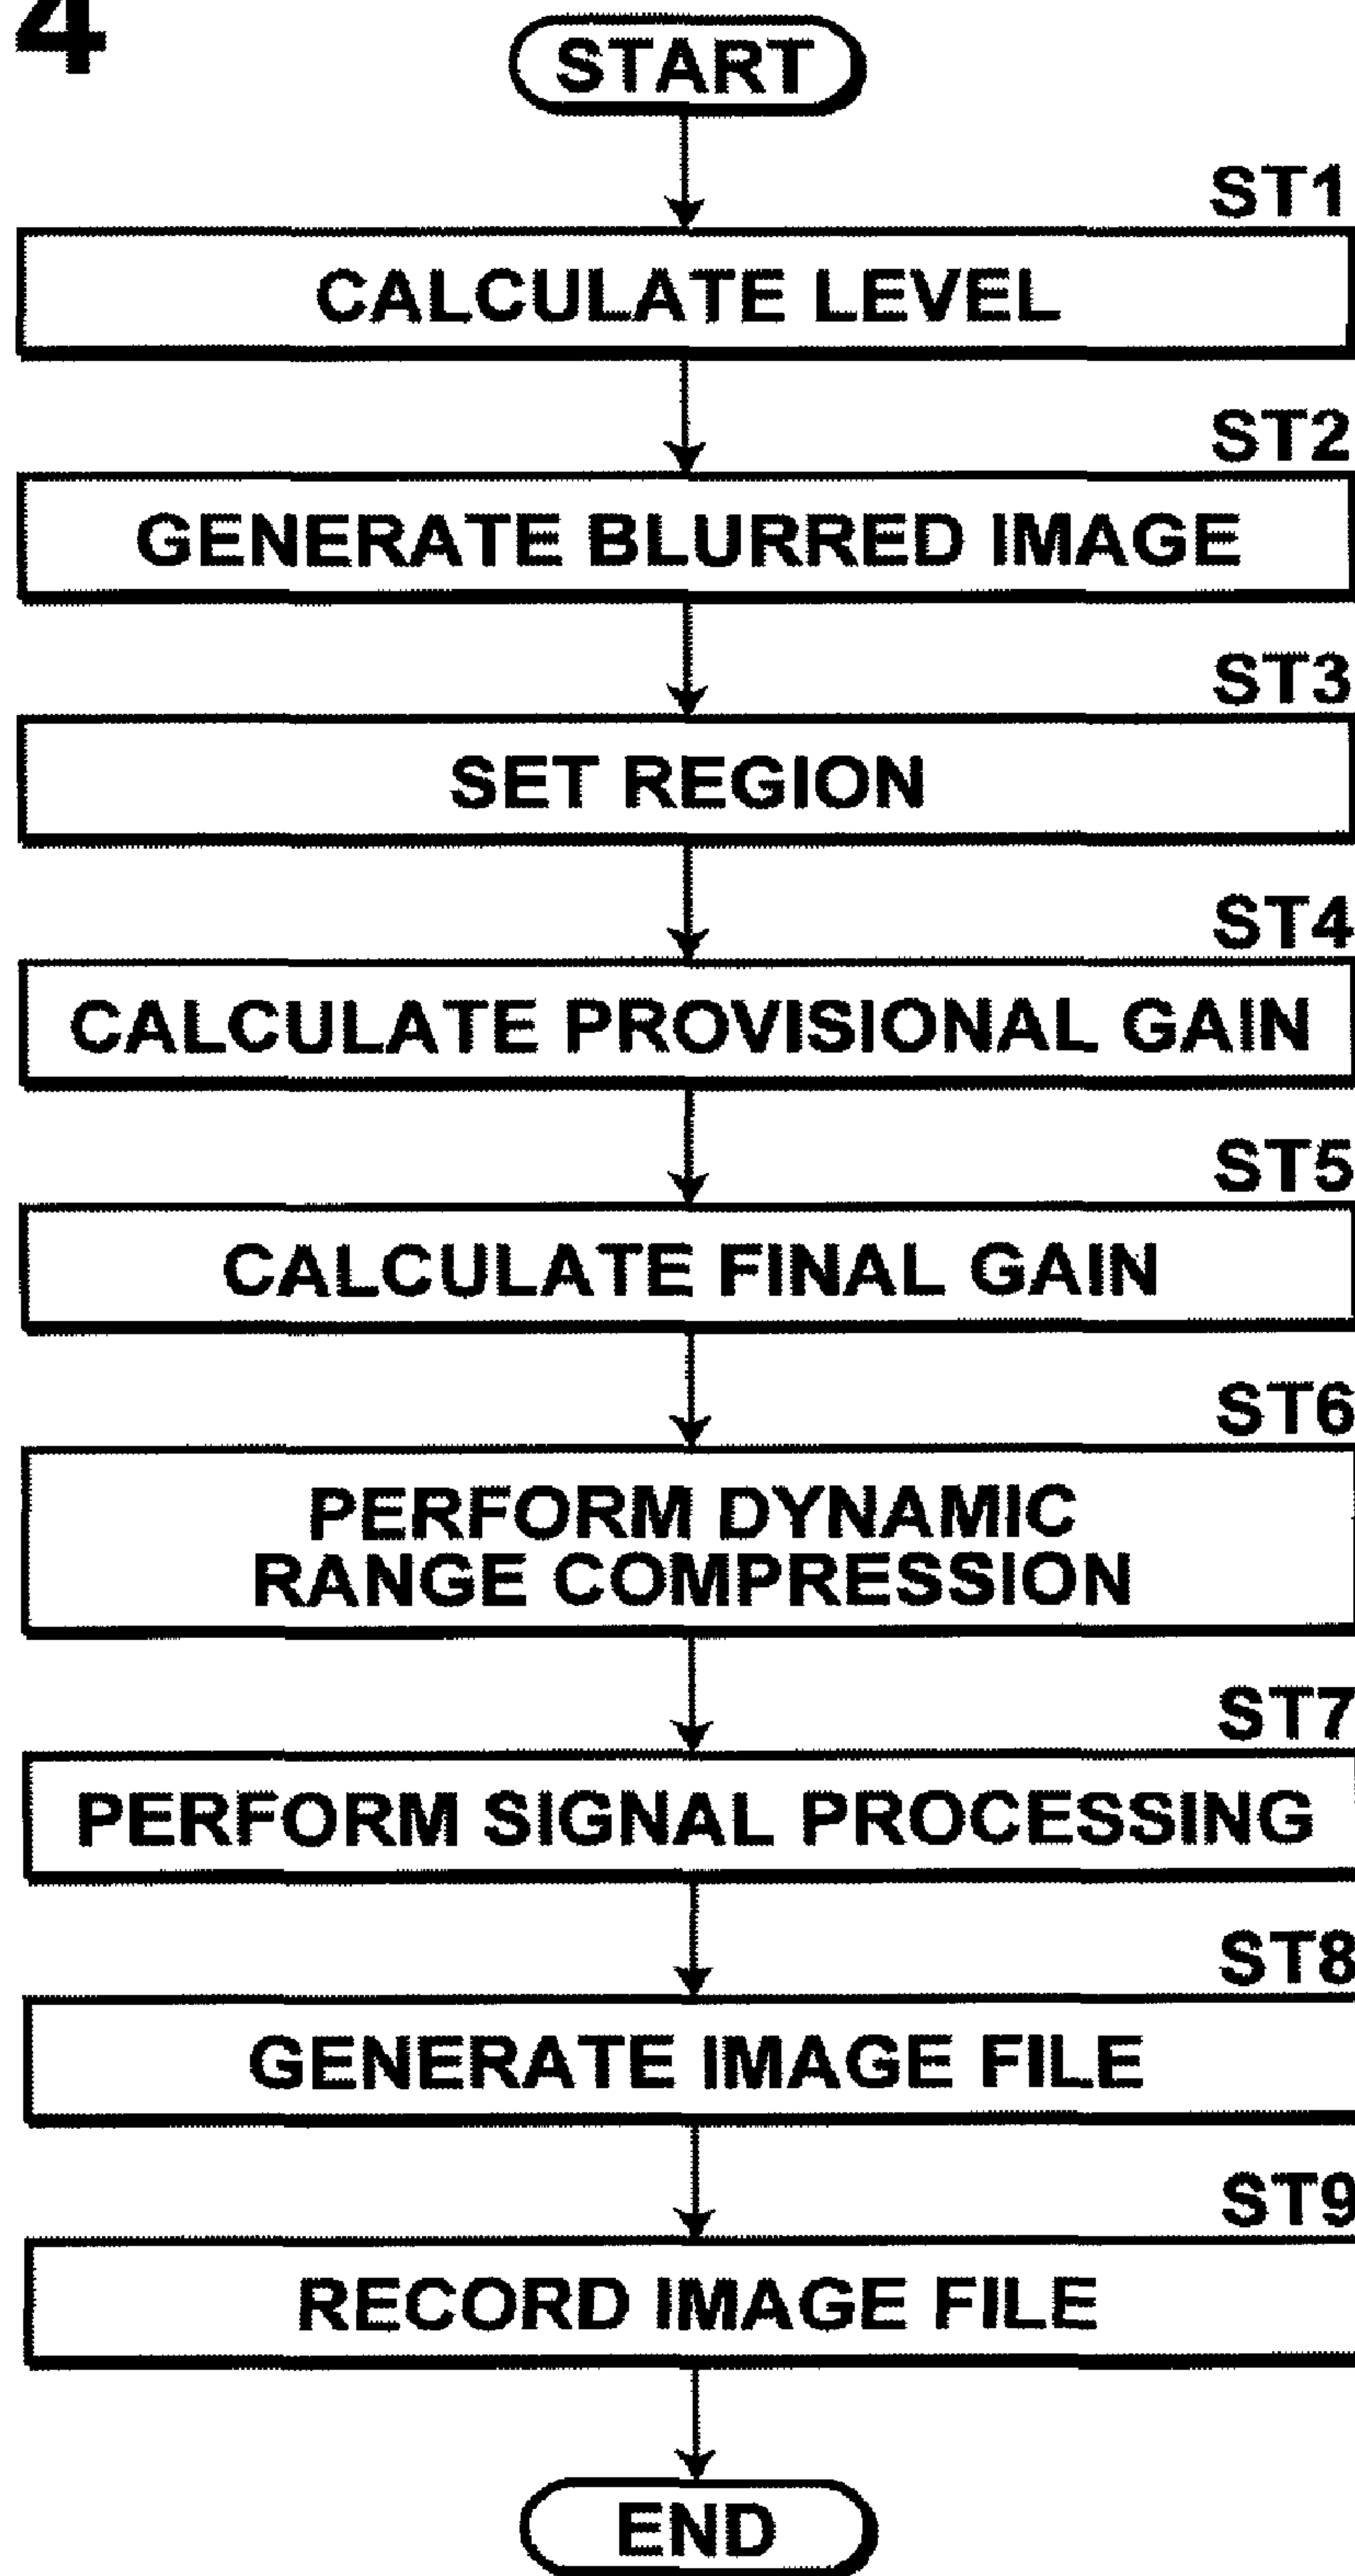 4
START
ST1
CALCULATE LEVEL
ST2
GENERATE BLURRED IMAGE
ST3
SET REGION
ST4
CALCULATE PROVISIONAL GAIN
ST5
CALCULATE FINAL GAIN
ST6
PERFORM DYNAMIC
RANGE COMPRESSION
ST7
PERFORM SIGNAL PROCESSING
ST8
GENERATE IMAGE FILE
ST9
RECORD IMAGE FILE
END